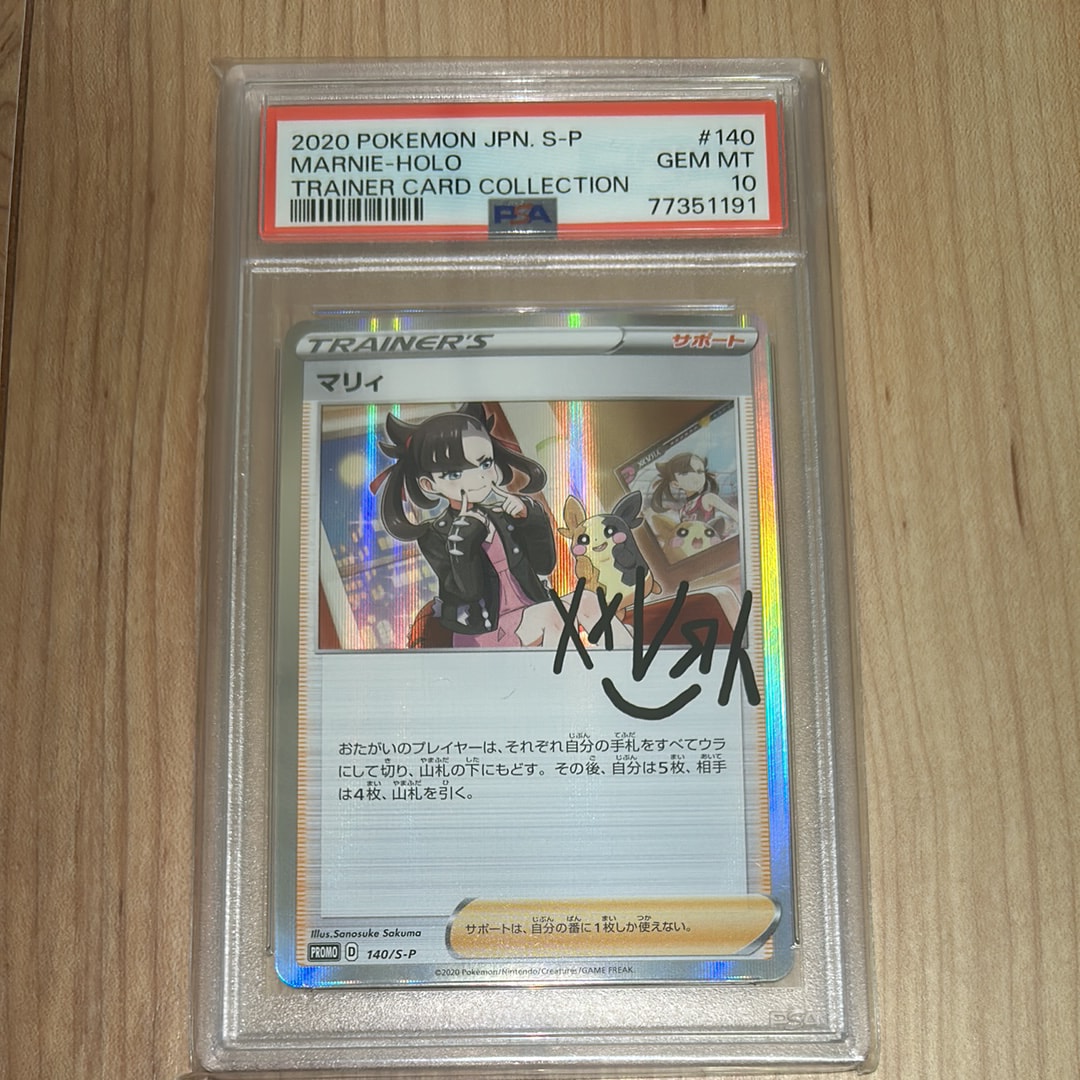 2020 POKEMON JPN. S-P #140
MARNIE-HOLO GEM MT
TRAINER CARD COLLECTION 10
PSA 77351191
TRAINER'S サポート
マリィ
おたがいのプレイヤーは、それぞれ自分の手札をすべてウラ
にして切り、山札の下にもどす。その後、自分は5枚、相手
は4枚、山札を引く。
サポートは、自分の番に1枚しか使えない。
Illus.Sanosuke Sakuma
PROMO D 140/S-P
©2020 Pokémon/Nintendo/Creatures/GAME FREAK.
PSA